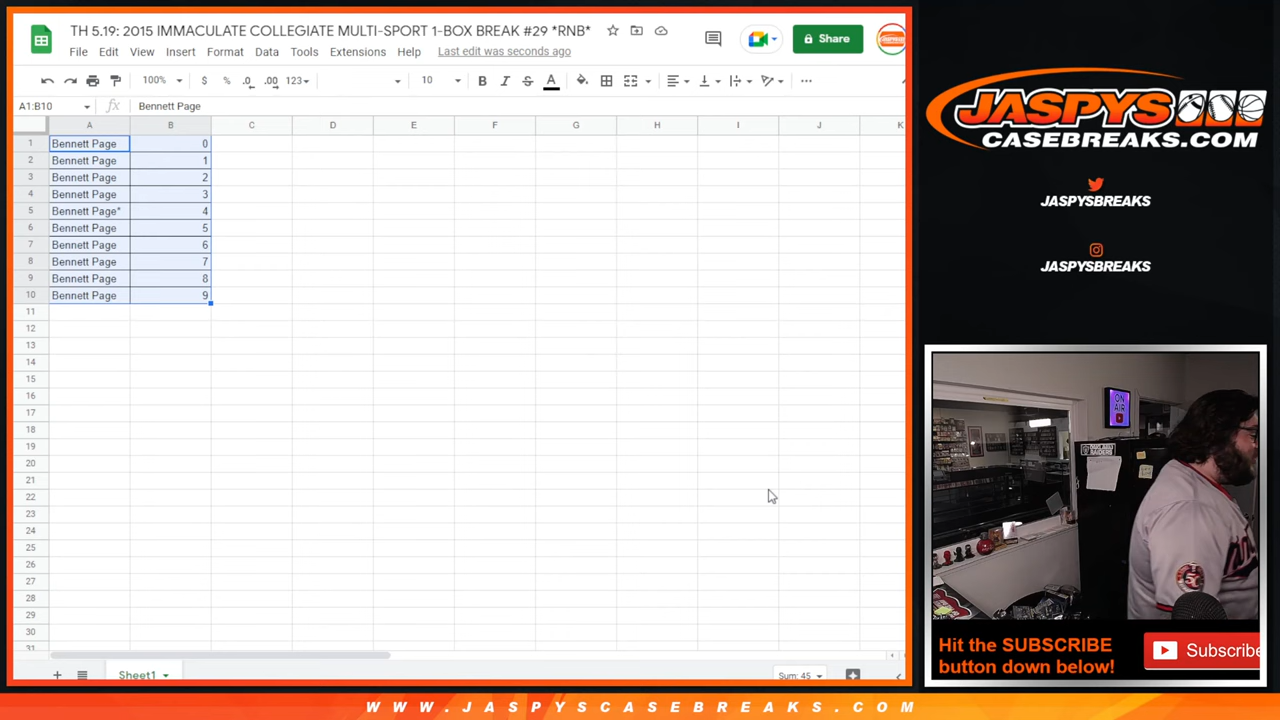 TH 5.19: 2015 IMMACULATE COLLEGIATE MULTI-SPORT 1-BOX BREAK #29 *RNB*
File Edit View Insert Format Data Tools Extensions Help Last edit was seconds ago
Share
100% $ % .0 .00 123 10 B I S A
A1:B10 fx Bennett Page
A B C D E F G H I J K
1 Bennett Page 0
2 Bennett Page 1
3 Bennett Page 2
4 Bennett Page 3
5 Bennett Page* 4
6 Bennett Page 5
7 Bennett Page 6
8 Bennett Page 7
9 Bennett Page 8
10 Bennett Page 9
11
12
13
14
15
16
17
18
19
20
21
22
23
24
25
26
27
28
29
30
31
+ Sheet1 Sum: 45
JASPYS
CASEBREAKS.COM
JASPYSBREAKS
JASPYSBREAKS
ON
AIR
Hit the SUBSCRIBE
button down below!
Subscribe
WWW.JASPYSCASEBREAKS.COM